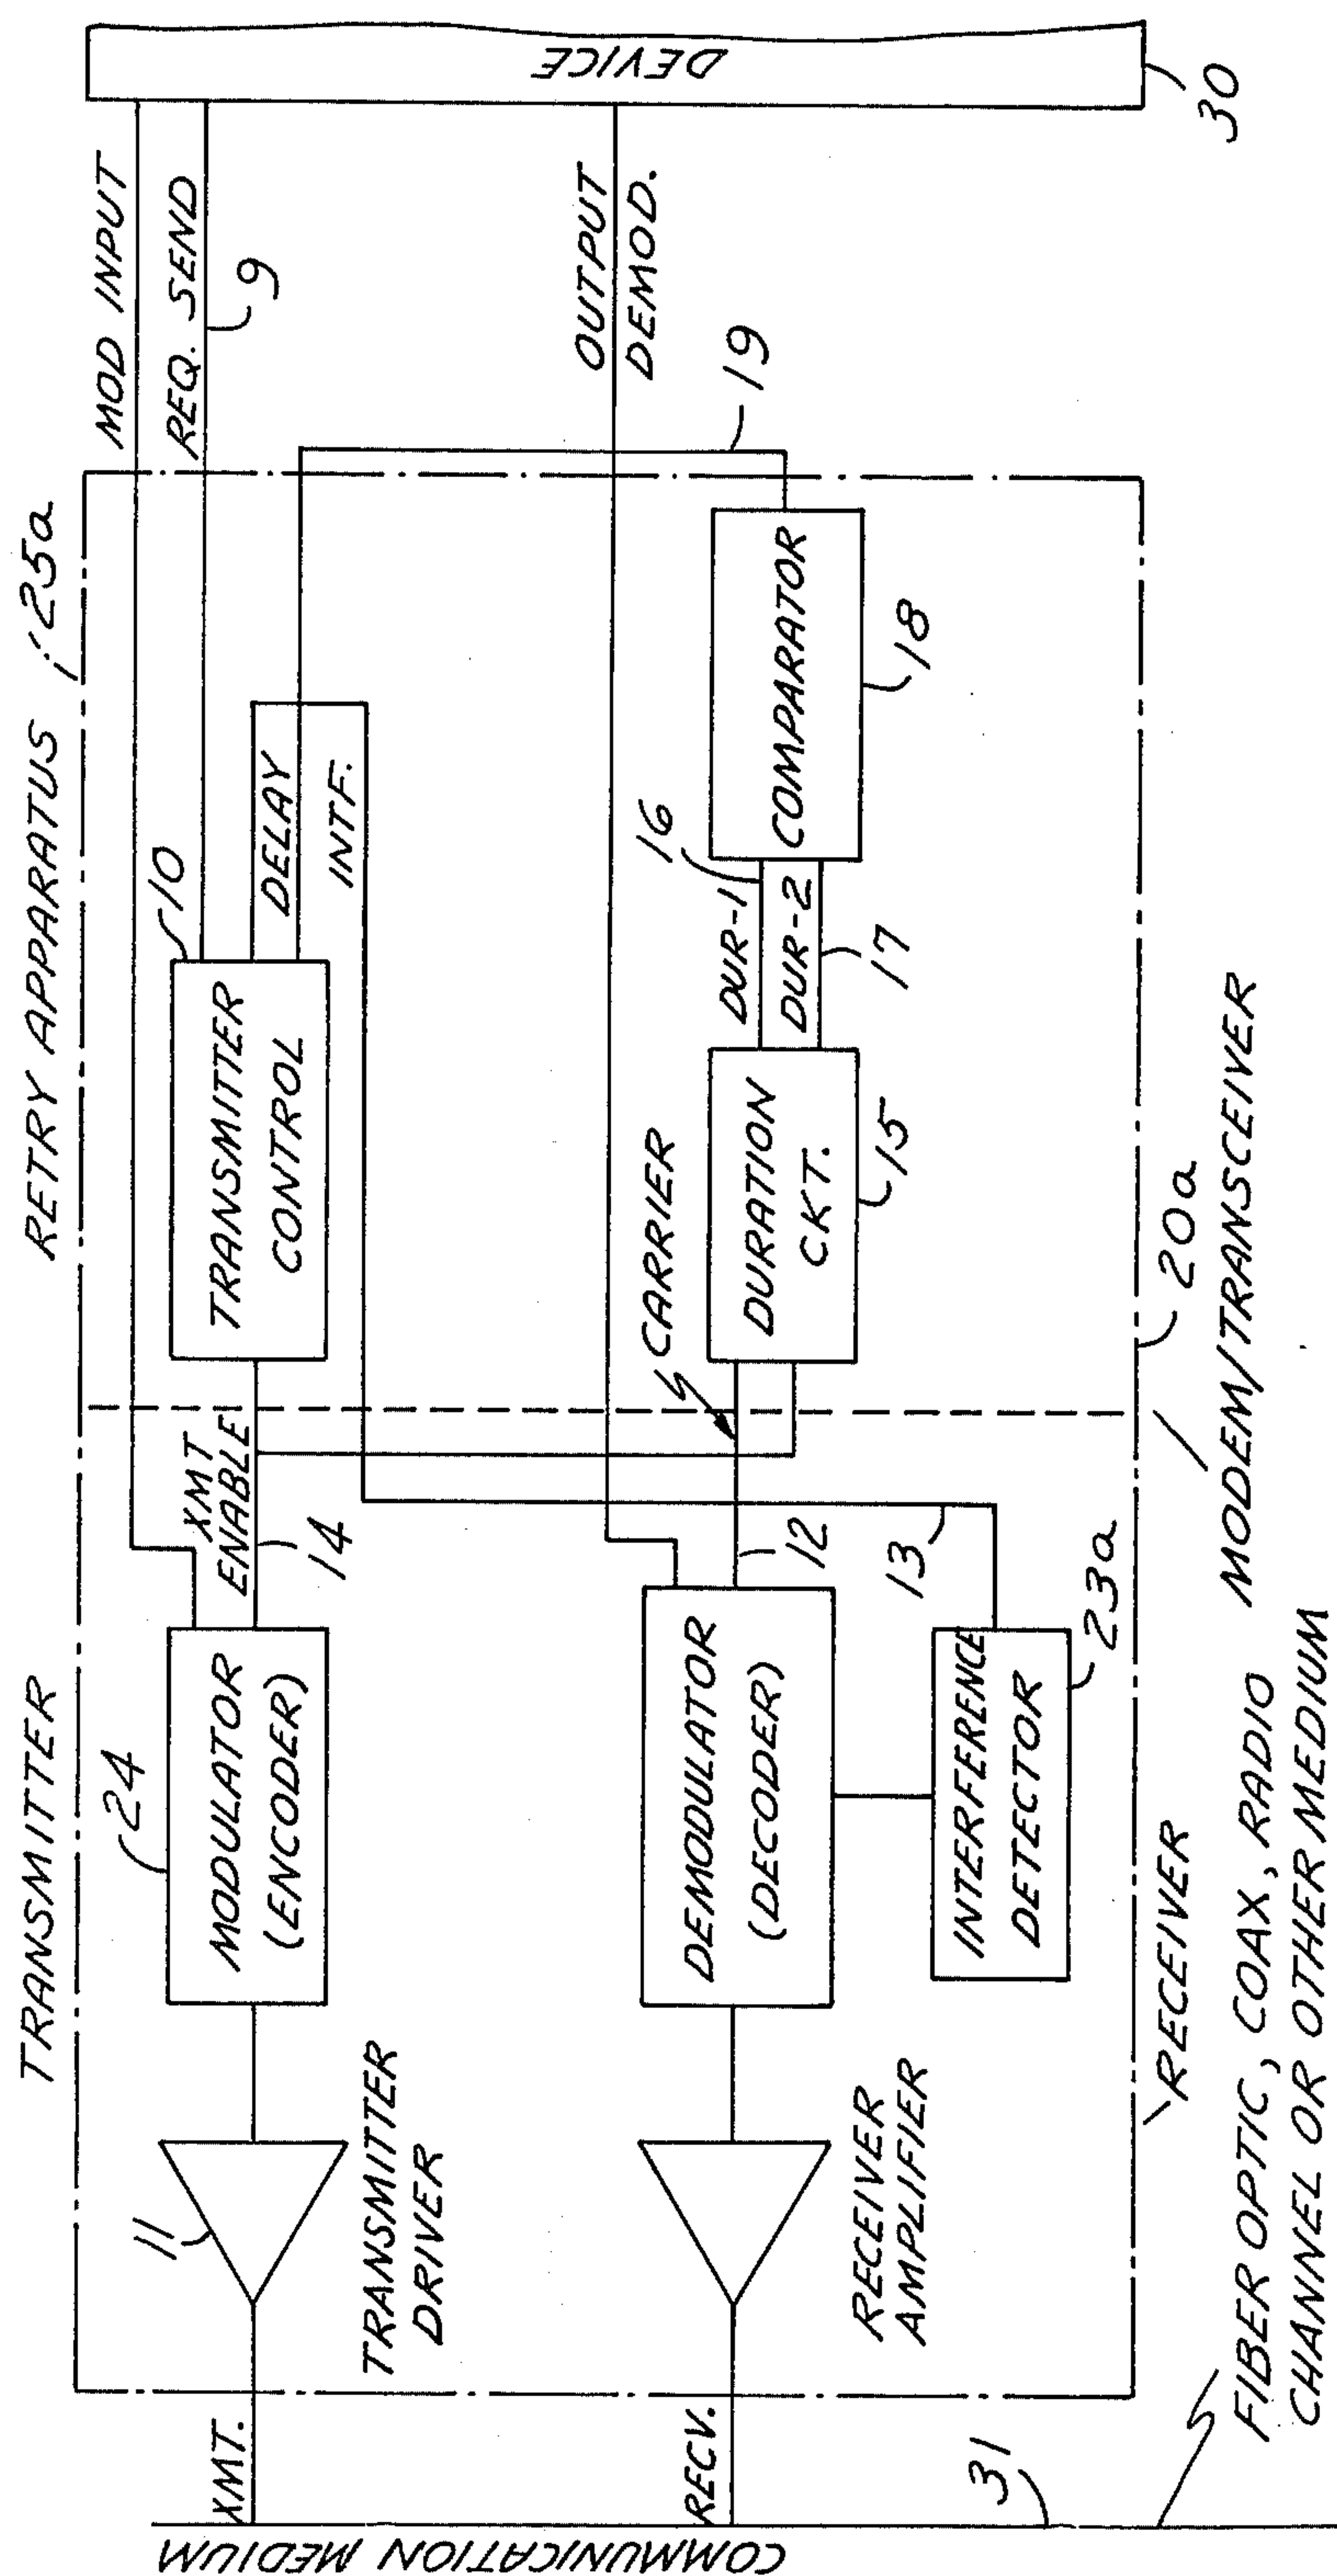 TRANSMITTER
RETRY APPARATUS
25a
MOD INPUT
REQ. SEND
9
DEVICE
30
OUTPUT
DEMOD.
19
COMMUNICATION MEDIUM
XMT.
11
TRANSMITTER
DRIVER
24
MODULATOR
(ENCODER)
XMT
ENABLE
14
10
TRANSMITTER
CONTROL
DELAY
INTF.
RECV.
RECEIVER
AMPLIFIER
DEMODULATOR
(DECODER)
12
CARRIER
DURATION
CKT.
15
DUR-1
16
DUR-2
17
COMPARATOR
18
INTERFERENCE
DETECTOR
13
23a
31
RECEIVER
20a
MODEM/TRANSCEIVER
FIBER OPTIC, COAX, RADIO
CHANNEL OR OTHER MEDIUM